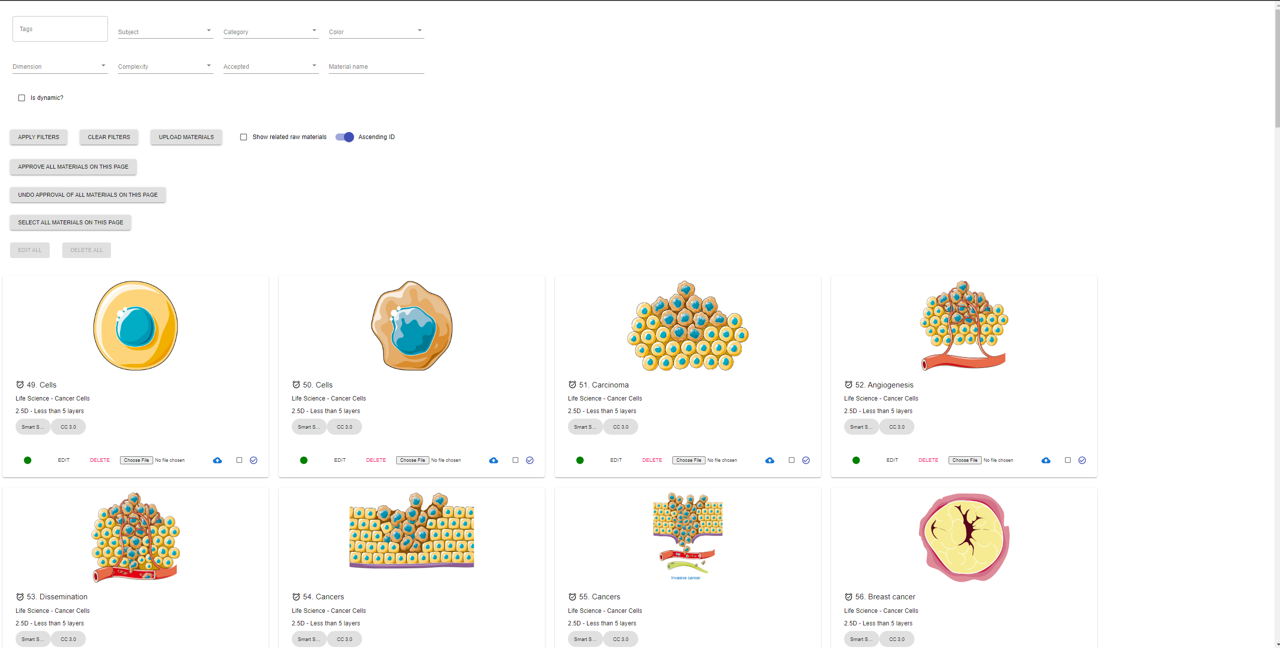 Tags
Subject
Category
Color
Dimension
Complexity
Accepted
Material name
Is dynamic?
APPLY FILTERS
CLEAR FILTERS
UPLOAD MATERIALS
Show related raw materials
Ascending ID
APPROVE ALL MATERIALS ON THIS PAGE
UNDO APPROVAL OF ALL MATERIALS ON THIS PAGE
SELECT ALL MATERIALS ON THIS PAGE
EDIT ALL
DELETE ALL
49. Cells
Life Science - Cancer Cells
2.5D - Less than 5 layers
Smart S...
CC 3.0
EDIT
DELETE
Choose File No file chosen
50. Cells
Life Science - Cancer Cells
2.5D - Less than 5 layers
Smart S...
CC 3.0
EDIT
DELETE
Choose File No file chosen
51. Carcinoma
Life Science - Cancer Cells
2.5D - Less than 5 layers
Smart S...
CC 3.0
EDIT
DELETE
Choose File No file chosen
52. Angiogenesis
Life Science - Cancer Cells
2.5D - Less than 5 layers
Smart S...
CC 3.0
EDIT
DELETE
Choose File No file chosen
53. Dissemination
Life Science - Cancer Cells
2.5D - Less than 5 layers
Smart S...
CC 3.0
54. Cancers
Life Science - Cancer Cells
2.5D - Less than 5 layers
Smart S...
CC 3.0
Invasive cancer
55. Cancers
Life Science - Cancer Cells
2.5D - Less than 5 layers
Smart S...
CC 3.0
56. Breast cancer
Life Science - Cancer Cells
2.5D - Less than 5 layers
Smart S...
CC 3.0